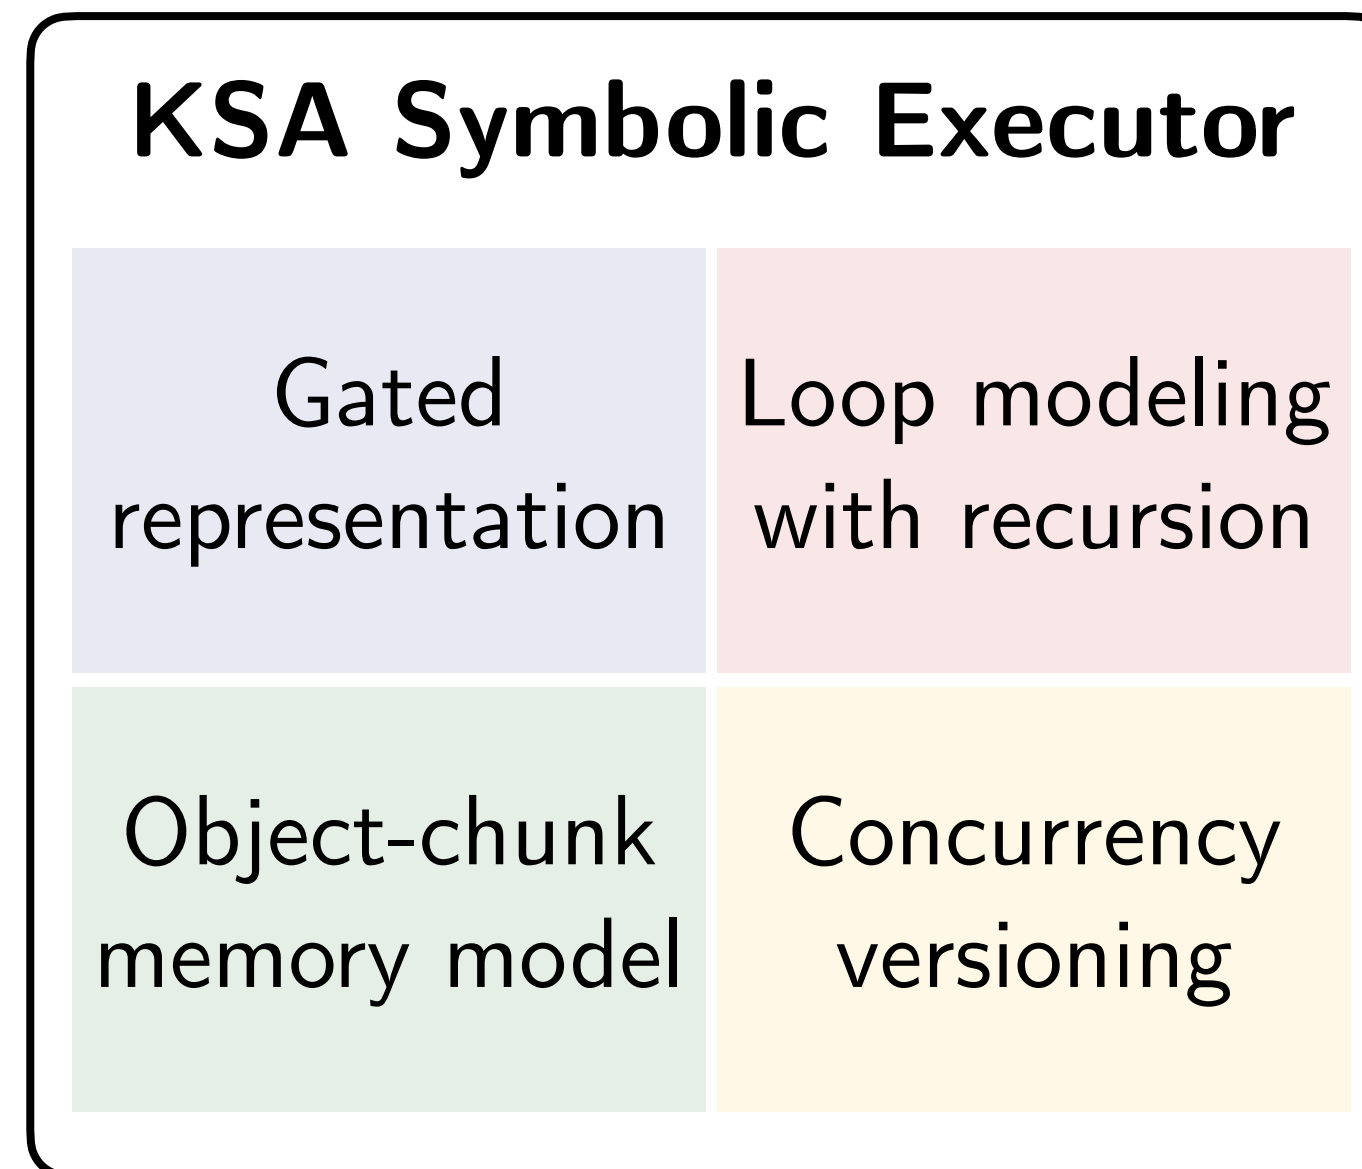 KSA Symbolic Executor
Gated
representation
Loop modeling
with recursion
Object-chunk
memory model
Concurrency
versioning